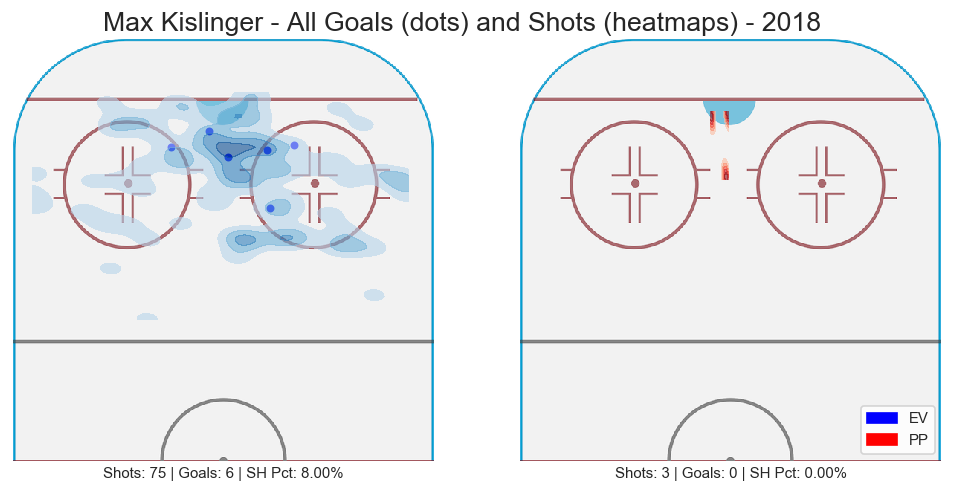 Max Kislinger - All Goals (dots) and Shots (heatmaps) - 2018
EV
PP
Shots: 75 | Goals: 6 | SH Pct: 8.00%
Shots: 3 | Goals: 0 | SH Pct: 0.00%